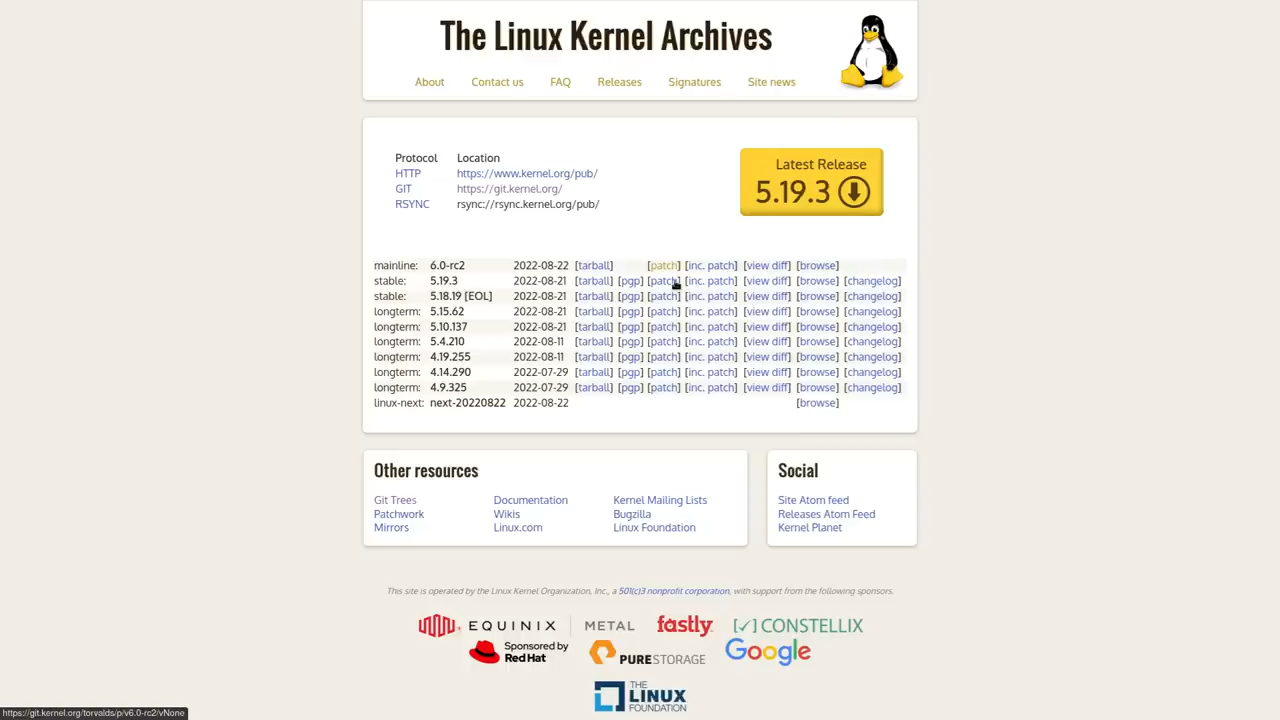 The Linux Kernel Archives
About Contact us FAQ Releases Signatures Site news
Protocol Location
HTTP https://www.kernel.org/pub/
GIT https://git.kernel.org/
RSYNC rsync://rsync.kernel.org/pub/
Latest Release
5.19.3
mainline: 6.0-rc2 2022-08-22 [tarball] [patch] [inc. patch] [view diff] [browse]
stable: 5.19.3 2022-08-21 [tarball] [pgp] [patch] [inc. patch] [view diff] [browse] [changelog]
stable: 5.18.19 [EOL] 2022-08-21 [tarball] [pgp] [patch] [inc. patch] [view diff] [browse] [changelog]
longterm: 5.15.62 2022-08-21 [tarball] [pgp] [patch] [inc. patch] [view diff] [browse] [changelog]
longterm: 5.10.137 2022-08-21 [tarball] [pgp] [patch] [inc. patch] [view diff] [browse] [changelog]
longterm: 5.4.210 2022-08-11 [tarball] [pgp] [patch] [inc. patch] [view diff] [browse] [changelog]
longterm: 4.19.255 2022-08-11 [tarball] [pgp] [patch] [inc. patch] [view diff] [browse] [changelog]
longterm: 4.14.290 2022-07-29 [tarball] [pgp] [patch] [inc. patch] [view diff] [browse] [changelog]
longterm: 4.9.325 2022-07-29 [tarball] [pgp] [patch] [inc. patch] [view diff] [browse] [changelog]
linux-next: next-20220822 2022-08-22 [browse]
Other resources
Git Trees Documentation Kernel Mailing Lists
Patchwork Wikis Bugzilla
Mirrors Linux.com Linux Foundation
Social
Site Atom feed
Releases Atom Feed
Kernel Planet
This site is operated by the Linux Kernel Organization, Inc., a 501(c)3 nonprofit corporation, with support from the following sponsors.
EQUINIX METAL fastly CONSTELLIX
Sponsored by
Red Hat
PURESTORAGE
Google
THE
LINUX
FOUNDATION
https://git.kernel.org/torvalds/p/v6.0-rc2/vNone